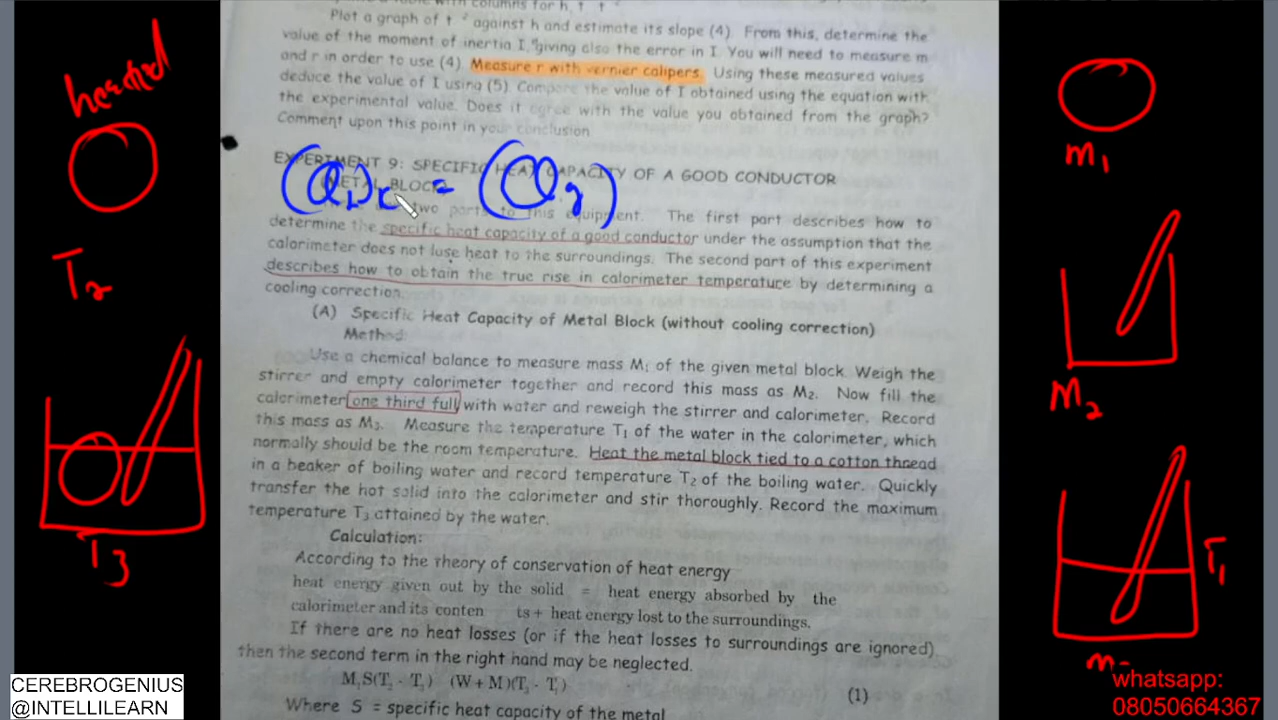 Plot a graph of t⁻² against h and estimate its slope (4). From this, determine the
value of the moment of inertia I, giving also the error in I. You will need to measure m
and r in order to use (4). Measure r with vernier calipers. Using these measured values
deduce the value of I using (5). Compare the value of I obtained using the equation with
the experimental value. Does it agree with the value you obtained from the graph?
Comment upon this point in your conclusion
EXPERIMENT 9: SPECIFIC HEAT CAPACITY OF A GOOD CONDUCTOR
METAL BLOCK
two parts to this equipment. The first part describes how to
determine the specific heat capacity of a good conductor under the assumption that the
calorimeter does not lose heat to the surroundings. The second part of this experiment
describes how to obtain the true rise in calorimeter temperature by determining a
cooling correction.
(A) Specific Heat Capacity of Metal Block (without cooling correction)
Method:
Use a chemical balance to measure mass M₁ of the given metal block. Weigh the
stirrer and empty calorimeter together and record this mass as M₂. Now fill the
calorimeter one third full with water and reweigh the stirrer and calorimeter. Record
this mass as M₃. Measure the temperature T₁ of the water in the calorimeter, which
normally should be the room temperature. Heat the metal block tied to a cotton thread
in a beaker of boiling water and record temperature T₂ of the boiling water. Quickly
transfer the hot solid into the calorimeter and stir thoroughly. Record the maximum
temperature T₃ attained by the water.
Calculation:
According to the theory of conservation of heat energy
heat energy given out by the solid = heat energy absorbed by the
calorimeter and its conten ts + heat energy lost to the surroundings.
If there are no heat losses (or if the heat losses to surroundings are ignored)
then the second term in the right hand may be neglected.
(1)
Where S = specific heat capacity of the metal
heated
T₂
T₃
m₁
M₂
T₁
CEREBROGENIUS
@INTELLILEARN
whatsapp:
08050664367